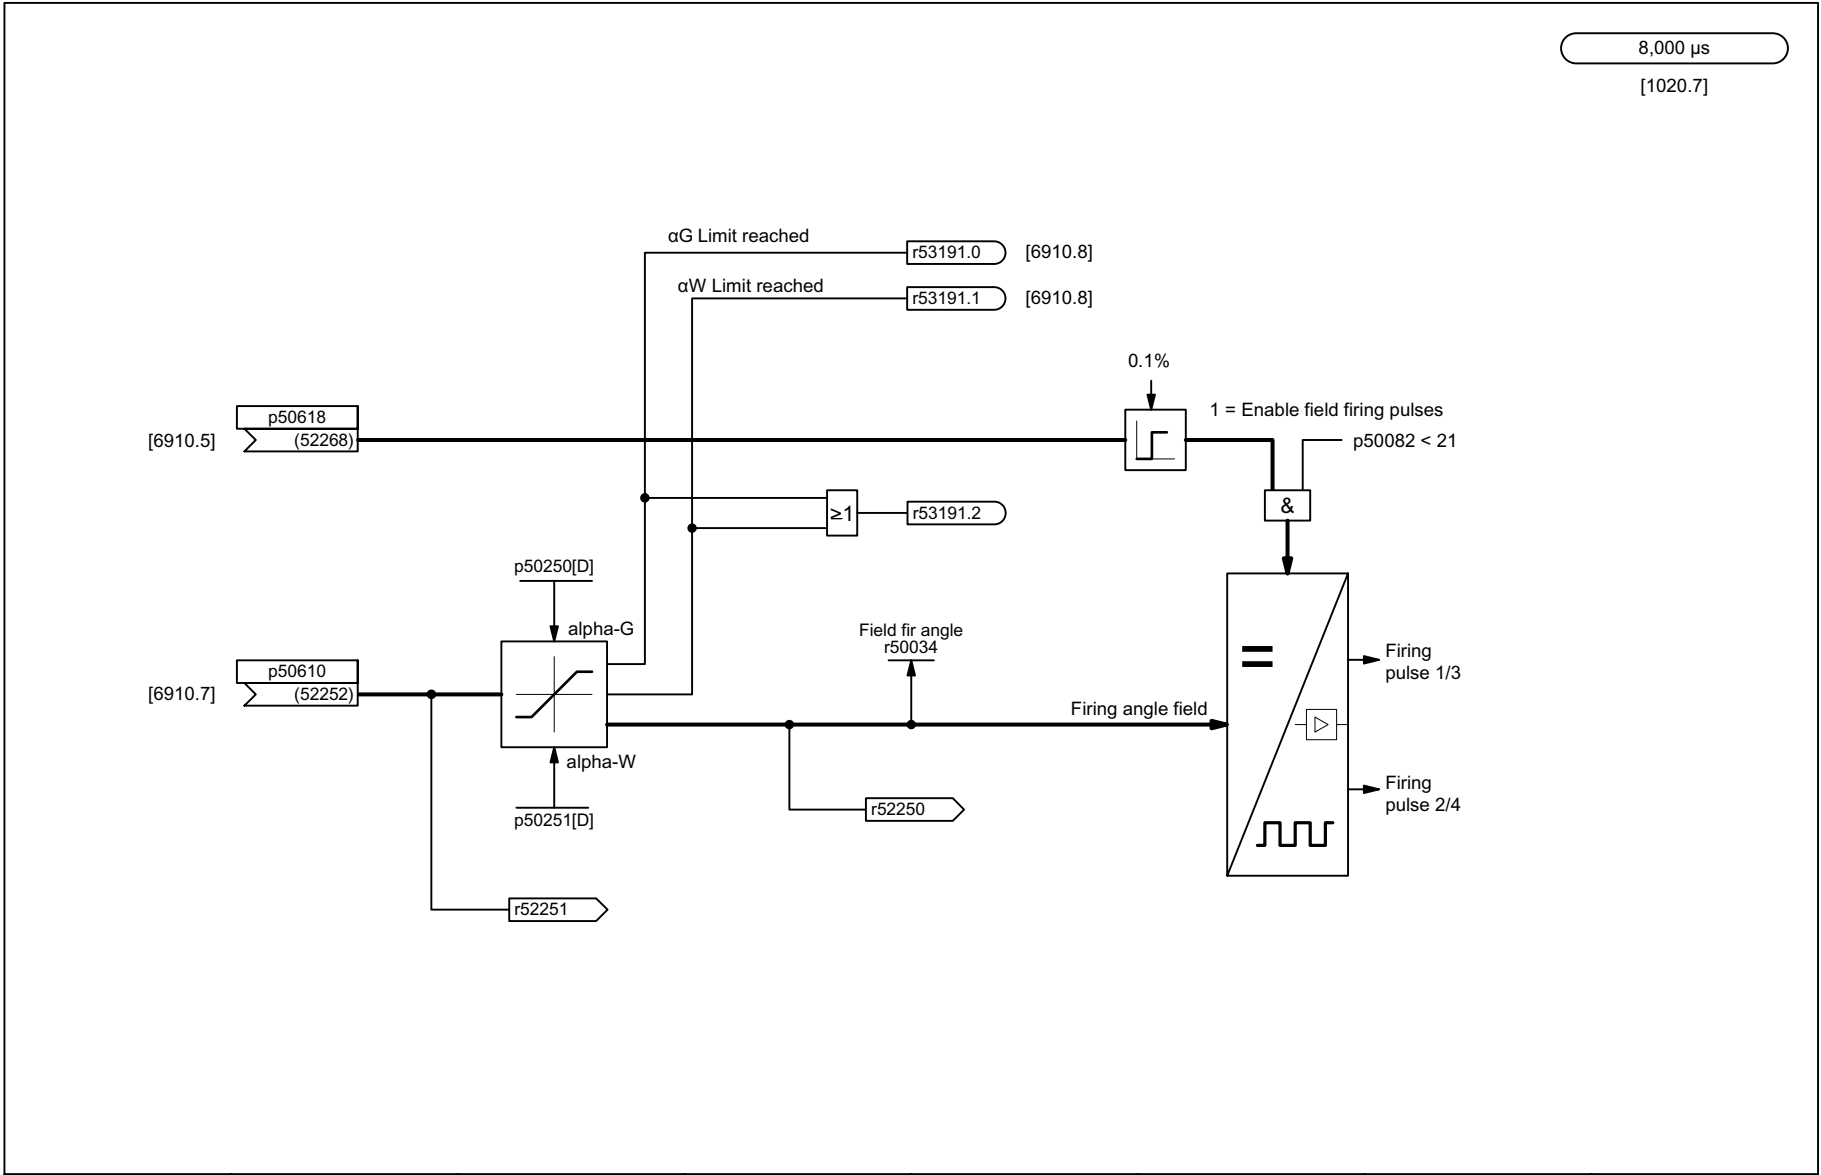 8,000 µs
[1020.7]
αG Limit reached
r53191.0
[6910.8]
αW Limit reached
r53191.1
[6910.8]
0.1%
p50618
1 = Enable field firing pulses
[6910.5]
(52268)
p50082 < 21
≥1
r53191.2
&
p50250[D]
alpha-G
Field fir angle
r50034
p50610
[6910.7]
(52252)
Firing
pulse 1/3
Firing angle field
alpha-W
p50251[D]
r52250
Firing
pulse 2/4
r52251